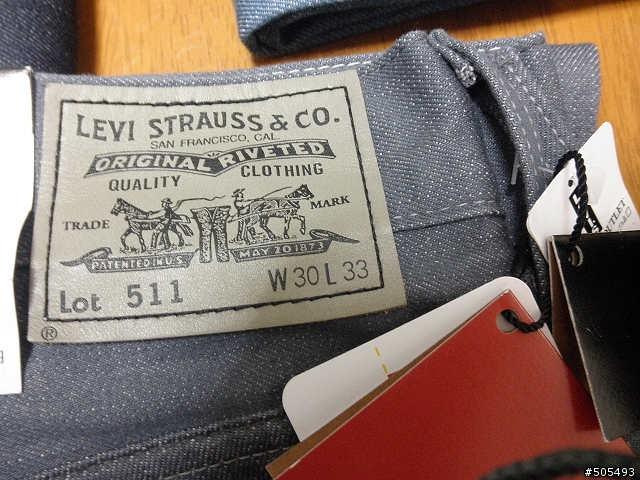 LEVI STRAUSS & CO.
SAN FRANCISCO, CAL.
ORIGINAL RIVETED
QUALITY CLOTHING
TRADE MARK
PATENTED IN U.S. MAY 20 1873
Lot 511 W30 L33
®
#505493